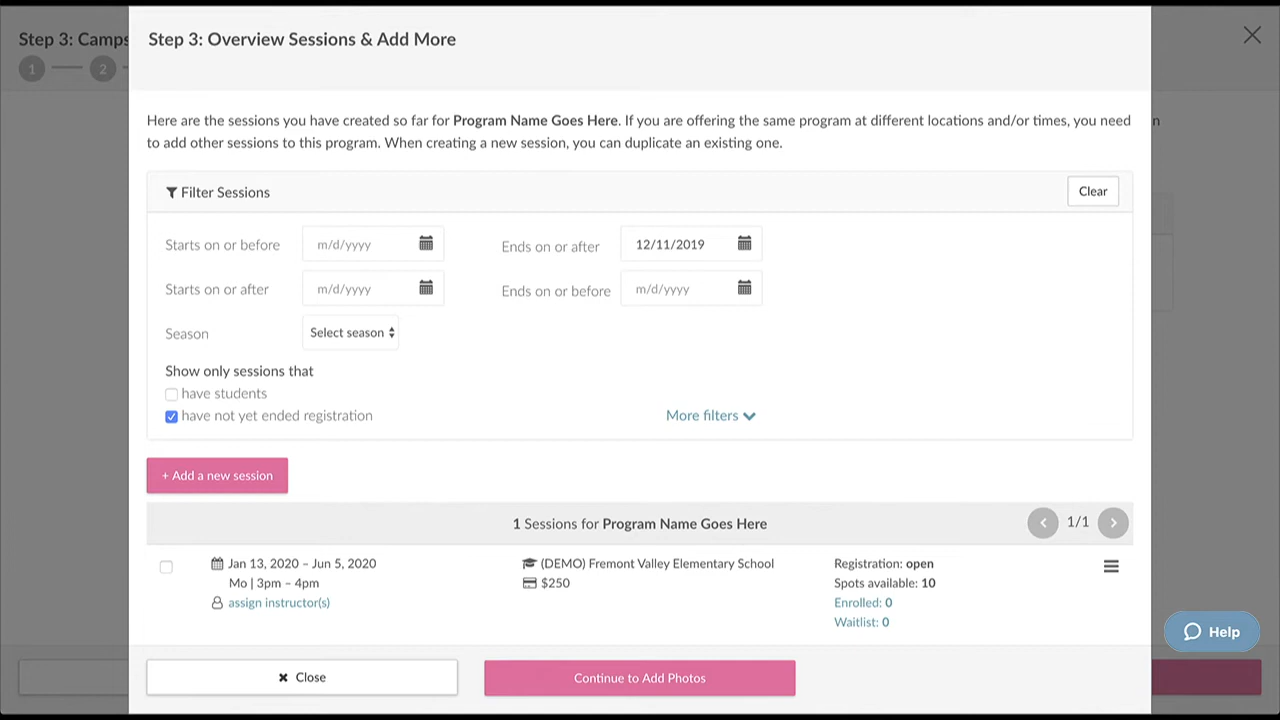 Step 3: Camps
1
2
Step 3: Overview Sessions & Add More
Here are the sessions you have created so far for Program Name Goes Here. If you are offering the same program at different locations and/or times, you need
to add other sessions to this program. When creating a new session, you can duplicate an existing one.
n
Filter Sessions
Clear
Starts on or before m/d/yyyy Ends on or after 12/11/2019
Starts on or after m/d/yyyy Ends on or before m/d/yyyy
Season Select season
Show only sessions that
have students
have not yet ended registration
More filters
+ Add a new session
1 Sessions for Program Name Goes Here
1/1
Jan 13, 2020 – Jun 5, 2020
Mo | 3pm – 4pm
assign instructor(s)
(DEMO) Fremont Valley Elementary School
$250
Registration: open
Spots available: 10
Enrolled: 0
Waitlist: 0
Help
Close
Continue to Add Photos